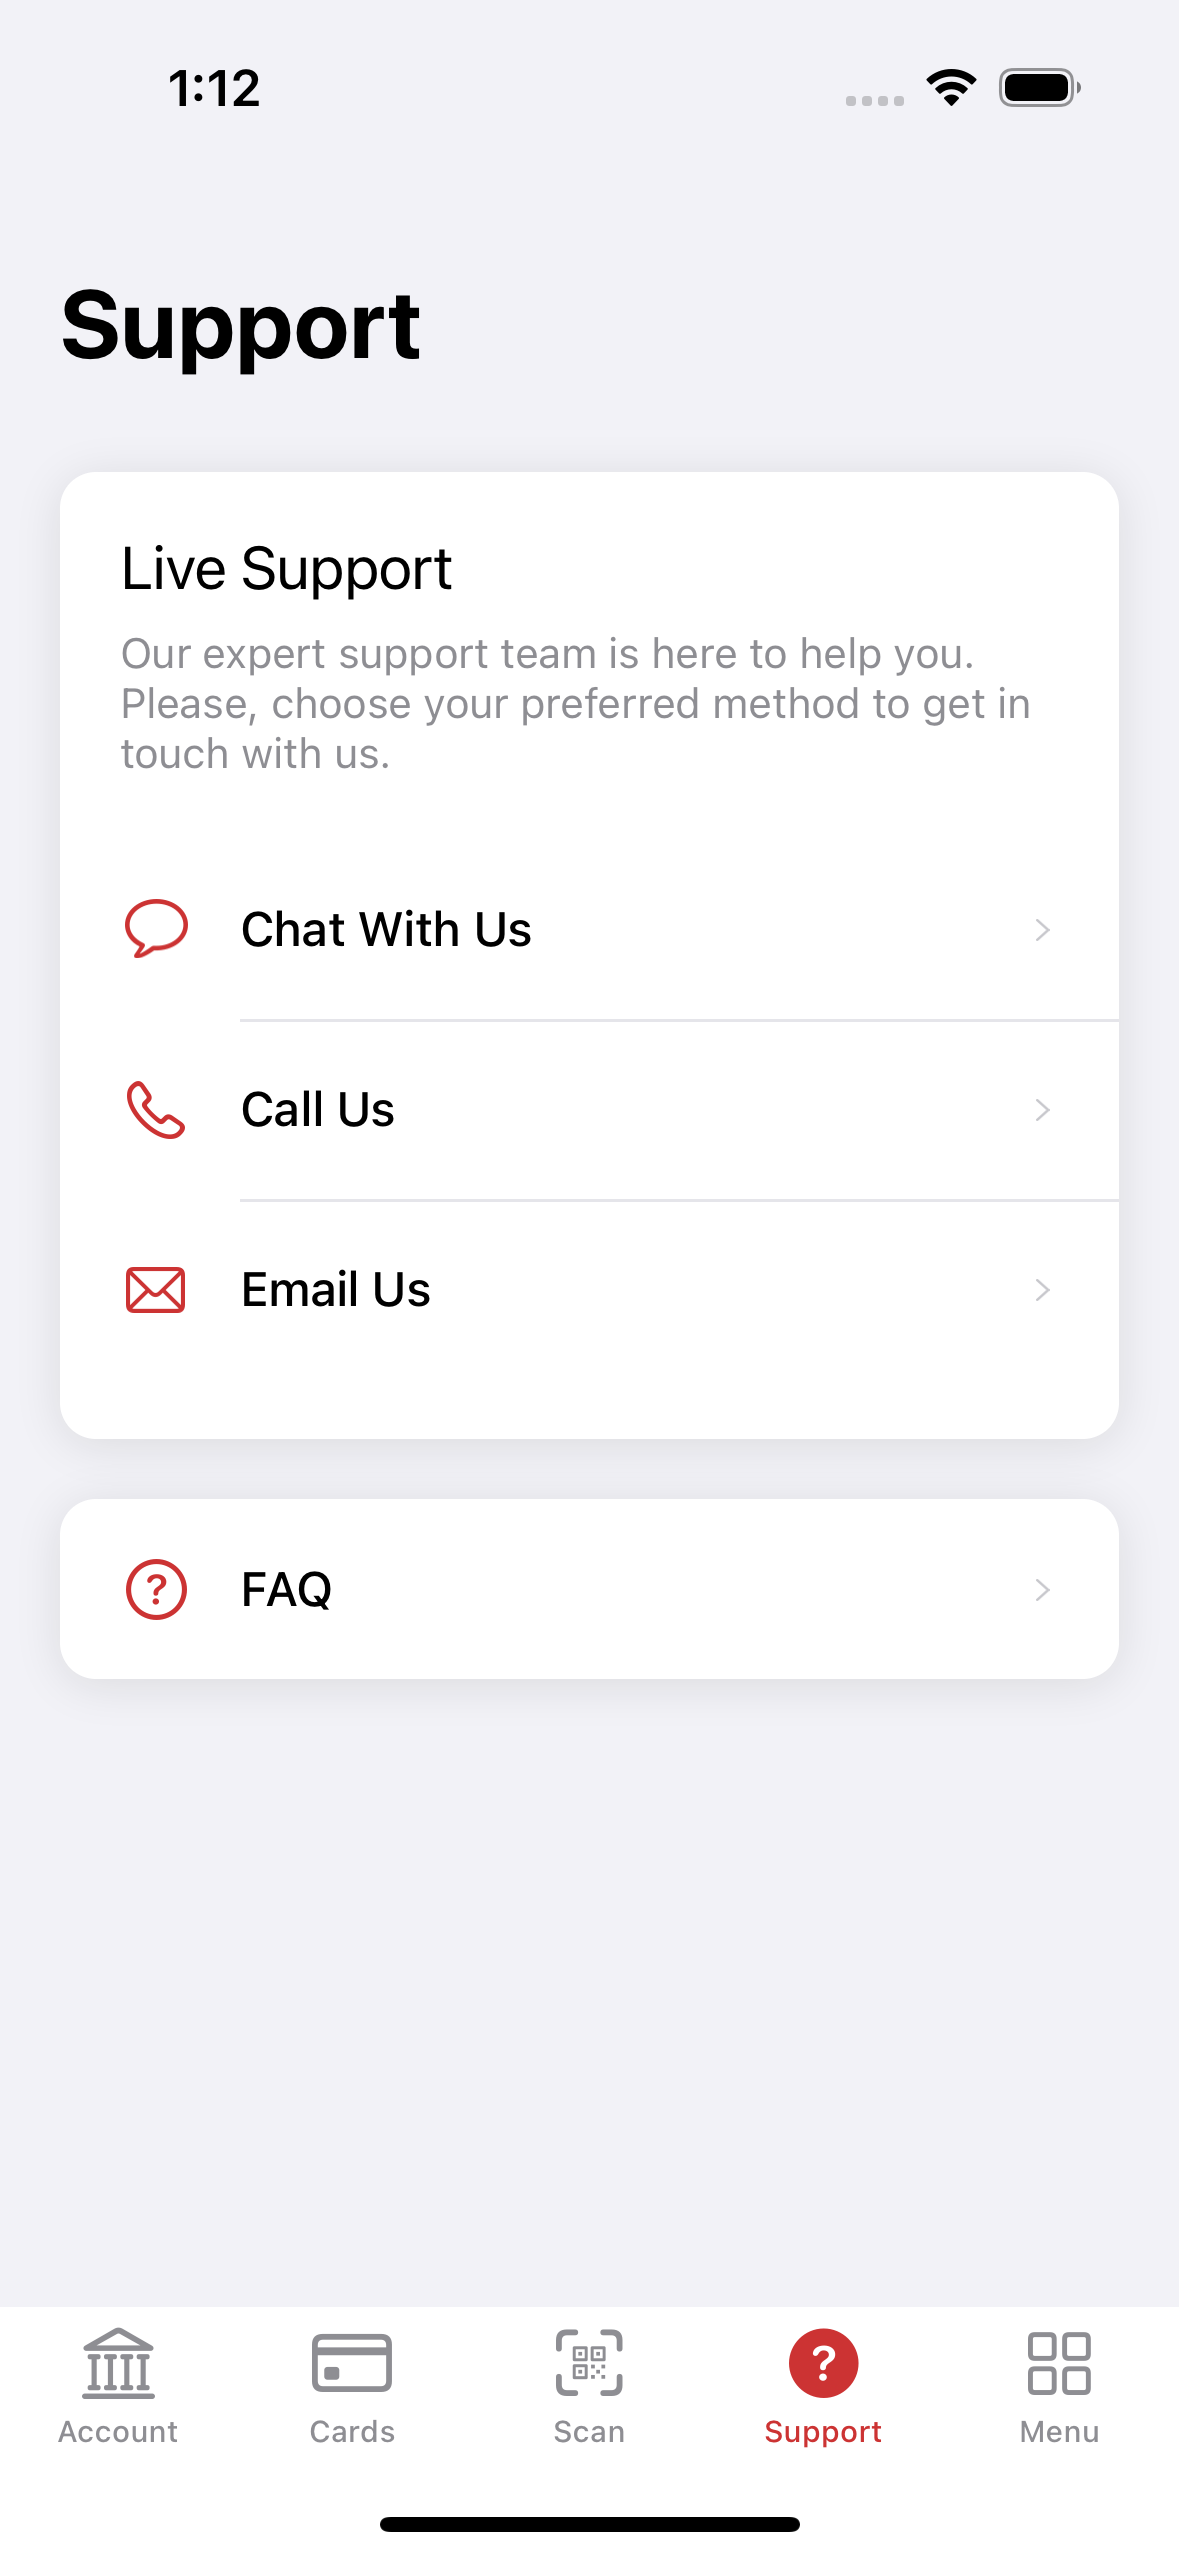 1:12
Support
Live Support
Our expert support team is here to help you.
Please, choose your preferred method to get in
touch with us.
Chat With Us
Call Us
Email Us
FAQ
Account
Cards
Scan
Support
Menu